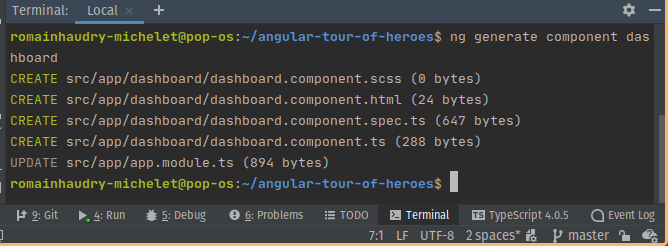 Terminal: Local × +
romainhaudry-michelet@pop-os:~/angular-tour-of-heroes$ ng generate component das
hboard
CREATE src/app/dashboard/dashboard.component.scss (0 bytes)
CREATE src/app/dashboard/dashboard.component.html (24 bytes)
CREATE src/app/dashboard/dashboard.component.spec.ts (647 bytes)
CREATE src/app/dashboard/dashboard.component.ts (288 bytes)
UPDATE src/app/app.module.ts (894 bytes)
romainhaudry-michelet@pop-os:~/angular-tour-of-heroes$
9: Git 4: Run 5: Debug 6: Problems TODO Terminal TS TypeScript 4.0.5 Event Log
7:1 LF UTF-8 2 spaces* master